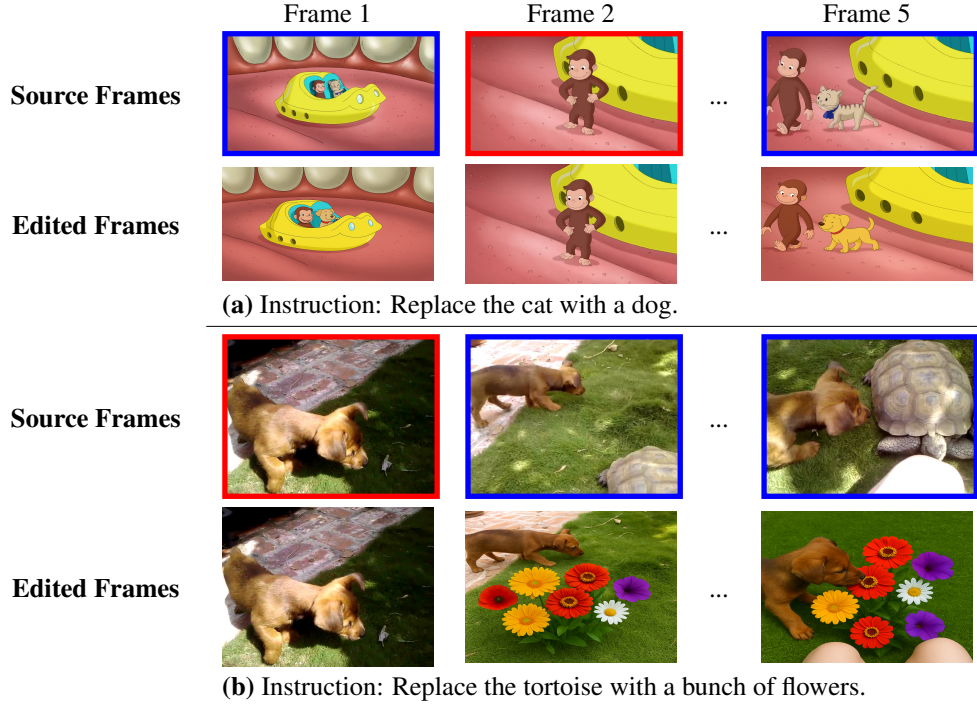 Frame 1 Frame 2 Frame 5
Source Frames ...
Edited Frames ...
(a) Instruction: Replace the cat with a dog.
Source Frames ...
Edited Frames ...
(b) Instruction: Replace the tortoise with a bunch of flowers.